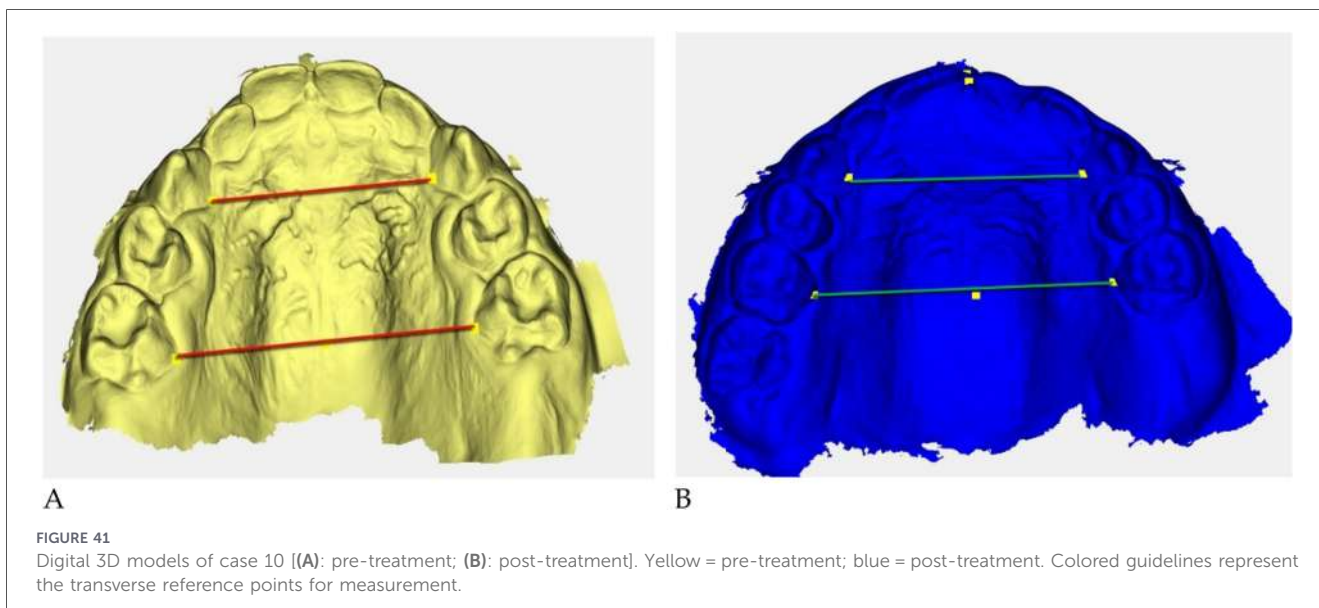 A
B
FIGURE 41
Digital 3D models of case 10 [(A): pre-treatment; (B): post-treatment]. Yellow = pre-treatment; blue = post-treatment. Colored guidelines represent
the transverse reference points for measurement.